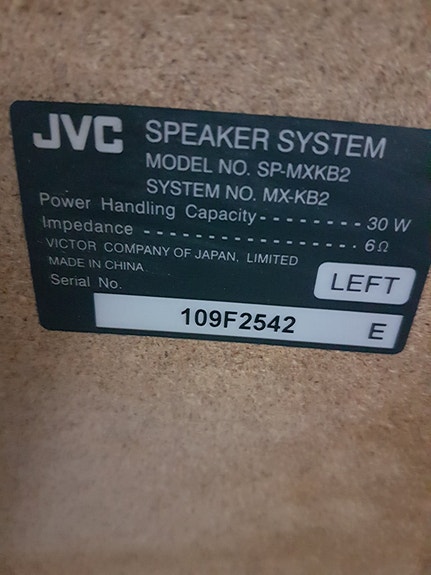 JVC SPEAKER SYSTEM
MODEL NO. SP-MXKB2
SYSTEM NO. MX-KB2
Power Handling Capacity - - - - - - - - 30 W
Impedance - - - - - - - - - - - - - - - - - 6Ω
VICTOR COMPANY OF JAPAN, LIMITED
MADE IN CHINA
LEFT
Serial No.
109F2542 E